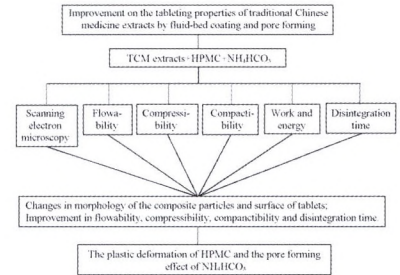 Improvement on the tableting properties of traditional Chinese
medicine extracts by fluid-bed coating and pore forming
TCM extracts+HPMC+NH₄HCO₃
Scanning
electron
microscopy
Flowa-
bility
Compressi-
bility
Compacti-
bility
Work and
energy
Disintegration
time
Changes in morphology of the composite particles and surface of tablets;
Improvement in flowability, compressibility, companctibility and disintegration time
The plastic deformation of HPMC and the pore forming
effect of NH₄HCO₃